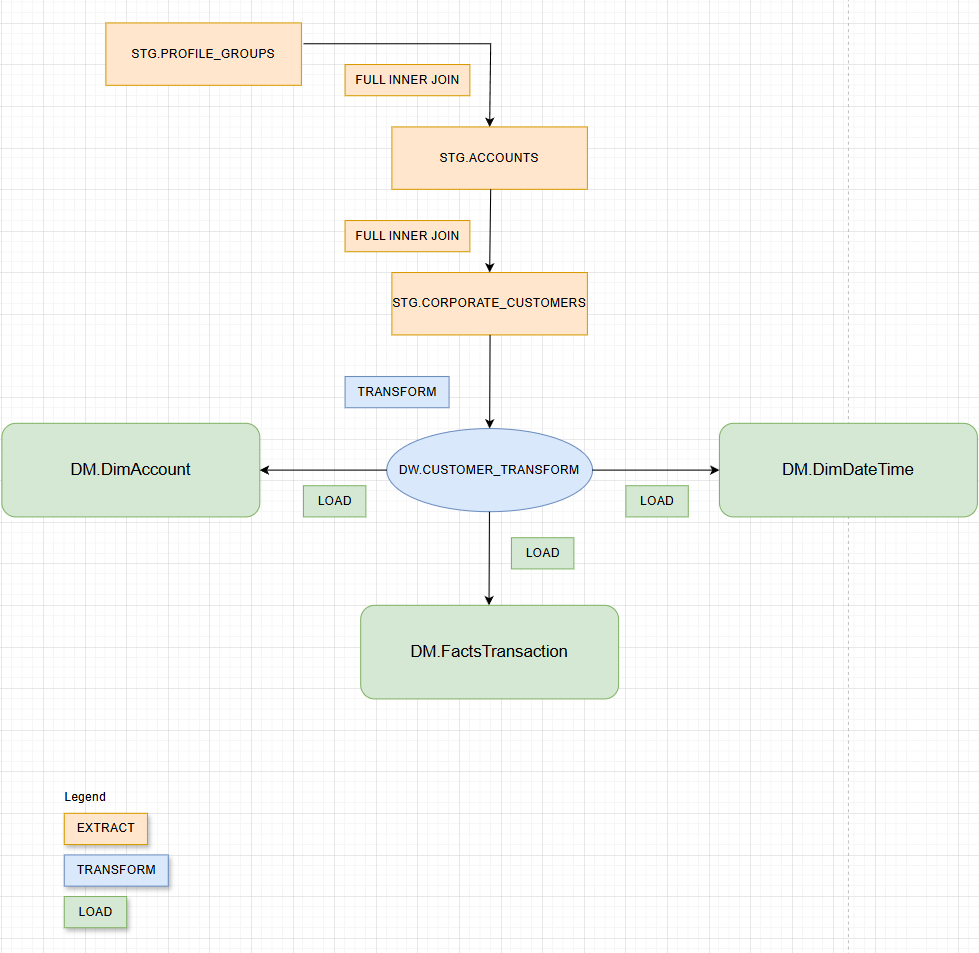 STG.PROFILE_GROUPS
FULL INNER JOIN
STG.ACCOUNTS
FULL INNER JOIN
STG.CORPORATE_CUSTOMERS
TRANSFORM
DM.DimAccount
DW.CUSTOMER_TRANSFORM
DM.DimDateTime
LOAD
LOAD
LOAD
DM.FactsTransaction
Legend
EXTRACT
TRANSFORM
LOAD